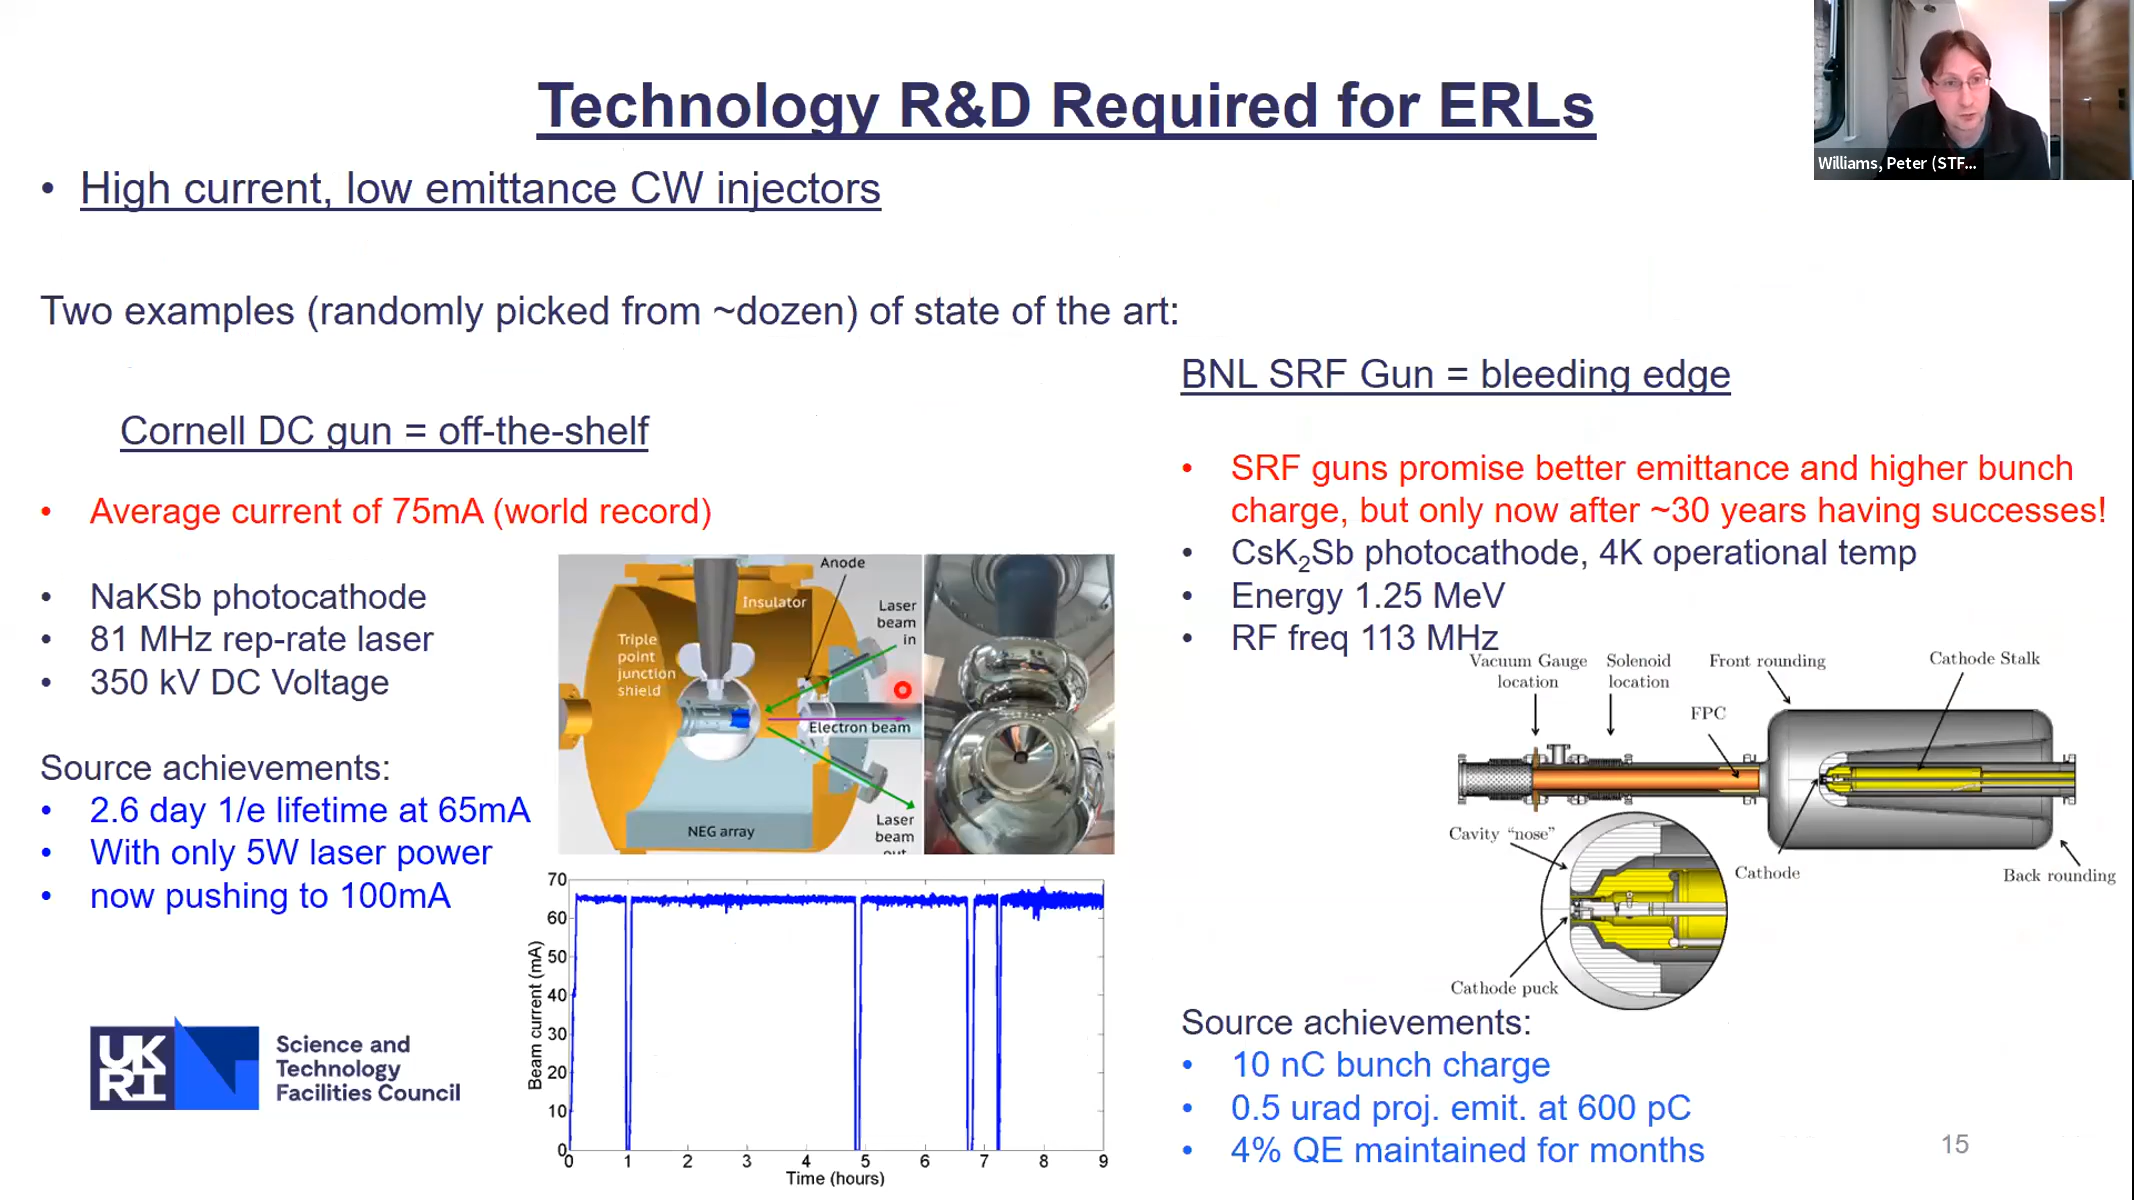 Technology R&D Required for ERLs
Williams, Peter (STF...
• High current, low emittance CW injectors
Two examples (randomly picked from ~dozen) of state of the art:
Cornell DC gun = off-the-shelf
• Average current of 75mA (world record)
• NaKSb photocathode
• 81 MHz rep-rate laser
• 350 kV DC Voltage
Source achievements:
• 2.6 day 1/e lifetime at 65mA
• With only 5W laser power
• now pushing to 100mA
Anode
Insulator
Laser
beam
in
Triple
point
junction
shield
Electron beam
NEG array
Laser
beam
out
70
60
50
40
30
20
10
0
Beam current (mA)
0 1 2 3 4 5 6 7 8 9
Time (hours)
UK
RI
Science and
Technology
Facilities Council
BNL SRF Gun = bleeding edge
• SRF guns promise better emittance and higher bunch
charge, but only now after ~30 years having successes!
• CsK₂Sb photocathode, 4K operational temp
• Energy 1.25 MeV
• RF freq 113 MHz
Vacuum Gauge
location
Solenoid
location
Front rounding
Cathode Stalk
FPC
Cavity “nose”
Cathode
Back rounding
Cathode puck
Source achievements:
• 10 nC bunch charge
• 0.5 urad proj. emit. at 600 pC
• 4% QE maintained for months
15